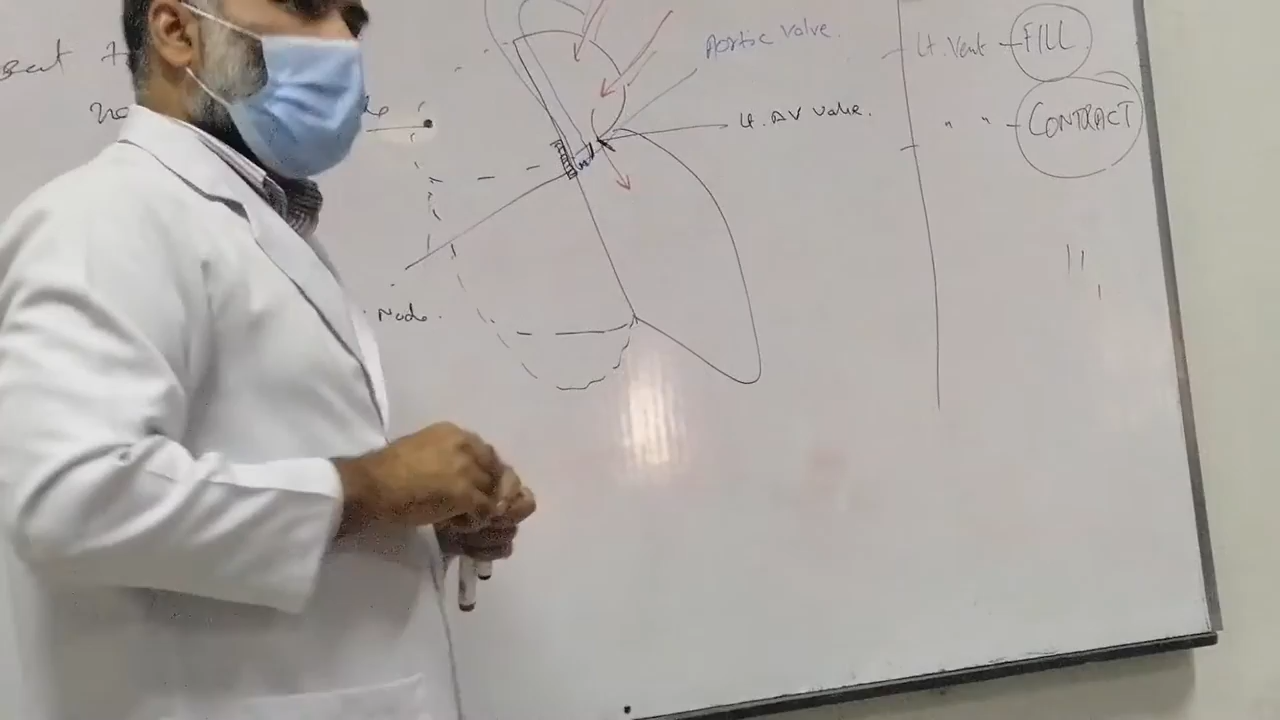 Aortic Valve.
Lt. AV Valve.
Node.
Lt. Vent - FILL
" " - CONTRACT